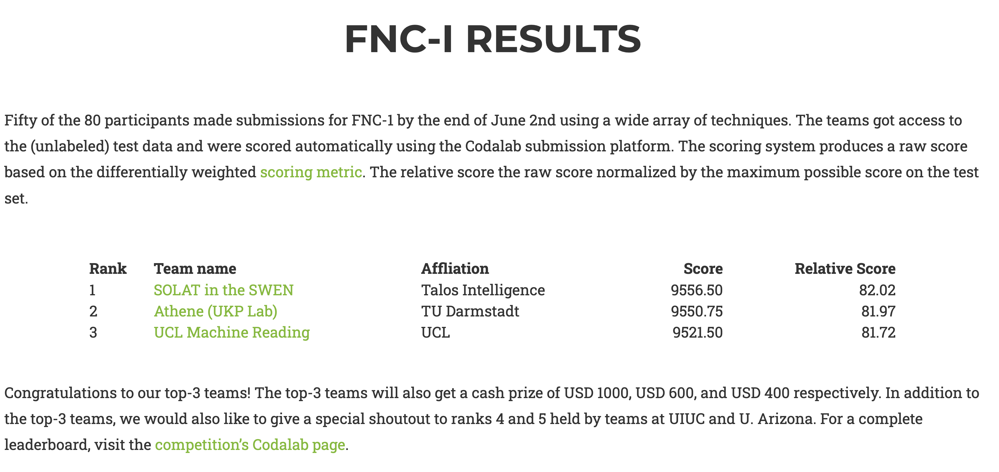 FNC-I RESULTS
Fifty of the 80 participants made submissions for FNC-1 by the end of June 2nd using a wide array of techniques. The teams got access to
the (unlabeled) test data and were scored automatically using the Codalab submission platform. The scoring system produces a raw score
based on the differentially weighted scoring metric. The relative score the raw score normalized by the maximum possible score on the test
set.
Rank Team name Affliation Score Relative Score
1 SOLAT in the SWEN Talos Intelligence 9556.50 82.02
2 Athene (UKP Lab) TU Darmstadt 9550.75 81.97
3 UCL Machine Reading UCL 9521.50 81.72
Congratulations to our top-3 teams! The top-3 teams will also get a cash prize of USD 1000, USD 600, and USD 400 respectively. In addition to
the top-3 teams, we would also like to give a special shoutout to ranks 4 and 5 held by teams at UIUC and U. Arizona. For a complete
leaderboard, visit the competition’s Codalab page.